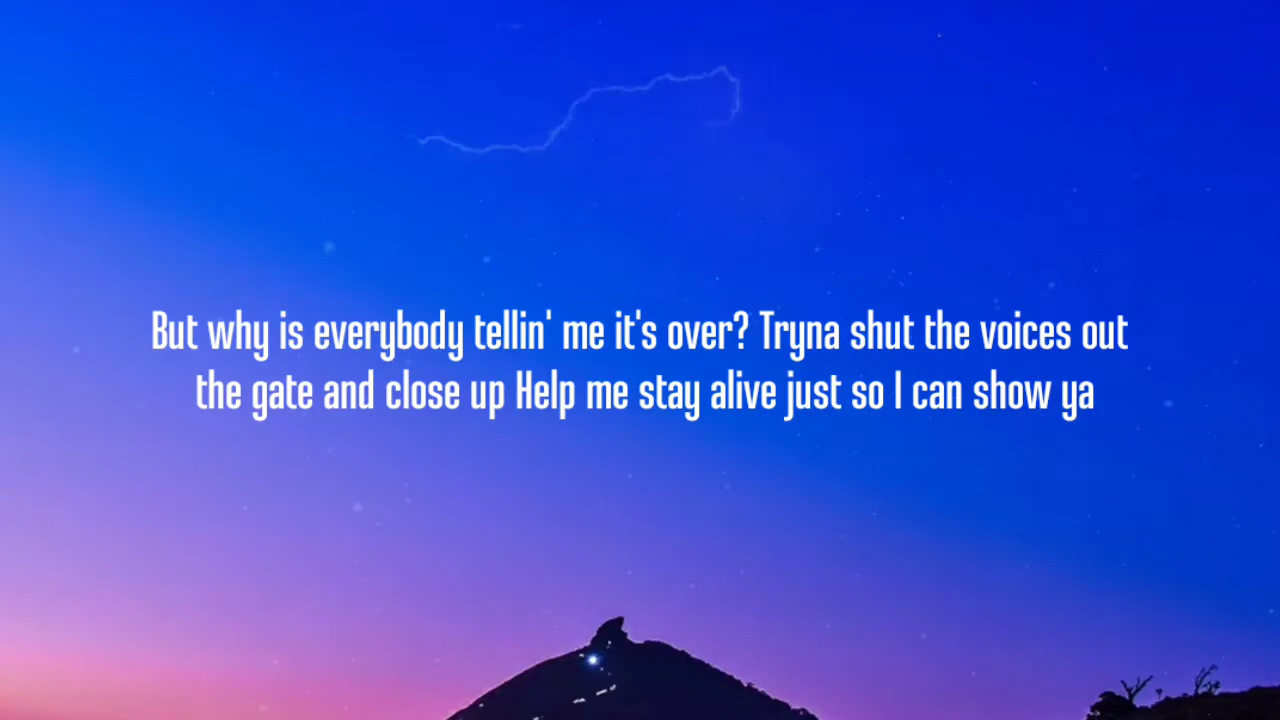 But why is everybody tellin' me it's over? Tryna shut the voices out
the gate and close up Help me stay alive just so I can show ya